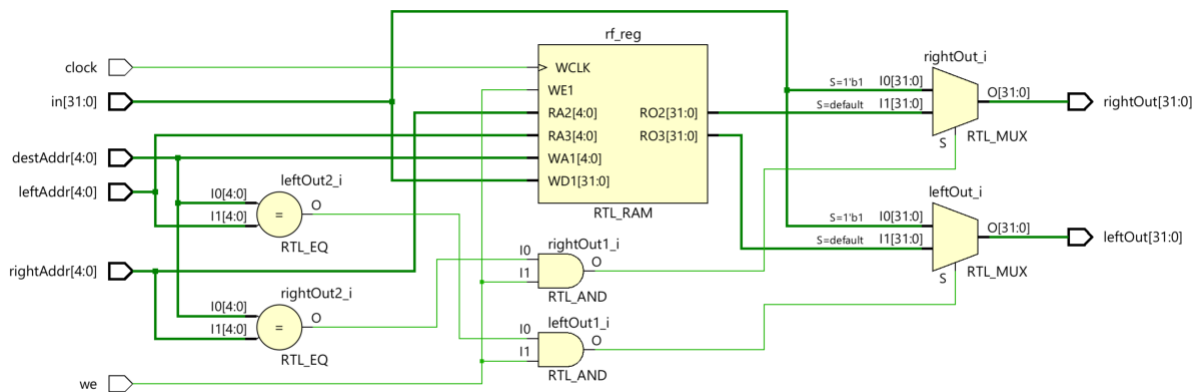 clock
in[31:0]
destAddr[4:0]
leftAddr[4:0]
rightAddr[4:0]
we
leftOut2_i
I0[4:0]
I1[4:0]
=
O
RTL_EQ
rightOut2_i
I0[4:0]
I1[4:0]
=
O
RTL_EQ
rf_reg
WCLK
WE1
RA2[4:0] RO2[31:0]
RA3[4:0] RO3[31:0]
WA1[4:0]
WD1[31:0]
RTL_RAM
rightOut1_i
I0
I1
O
RTL_AND
leftOut1_i
I0
I1
O
RTL_AND
rightOut_i
S=1'b1 I0[31:0]
S=default I1[31:0]
O[31:0]
S
RTL_MUX
rightOut[31:0]
leftOut_i
S=1'b1 I0[31:0]
S=default I1[31:0]
O[31:0]
S
RTL_MUX
leftOut[31:0]